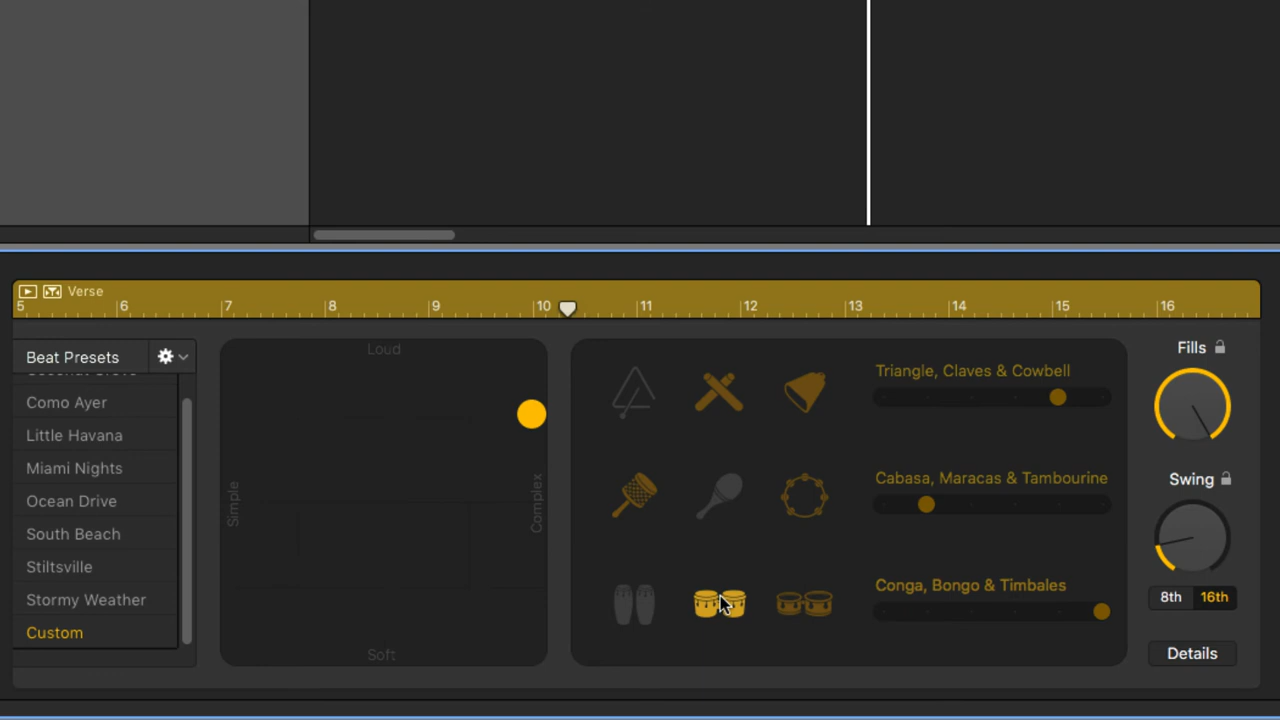 Verse
5 6 7 8 9 10 11 12 13 14 15 16
Beat Presets
Coconut Grove
Como Ayer
Little Havana
Miami Nights
Ocean Drive
South Beach
Stiltsville
Stormy Weather
Custom
Loud
Simple
Complex
Soft
Triangle, Claves & Cowbell
Cabasa, Maracas & Tambourine
Conga, Bongo & Timbales
Fills
Swing
8th 16th
Details